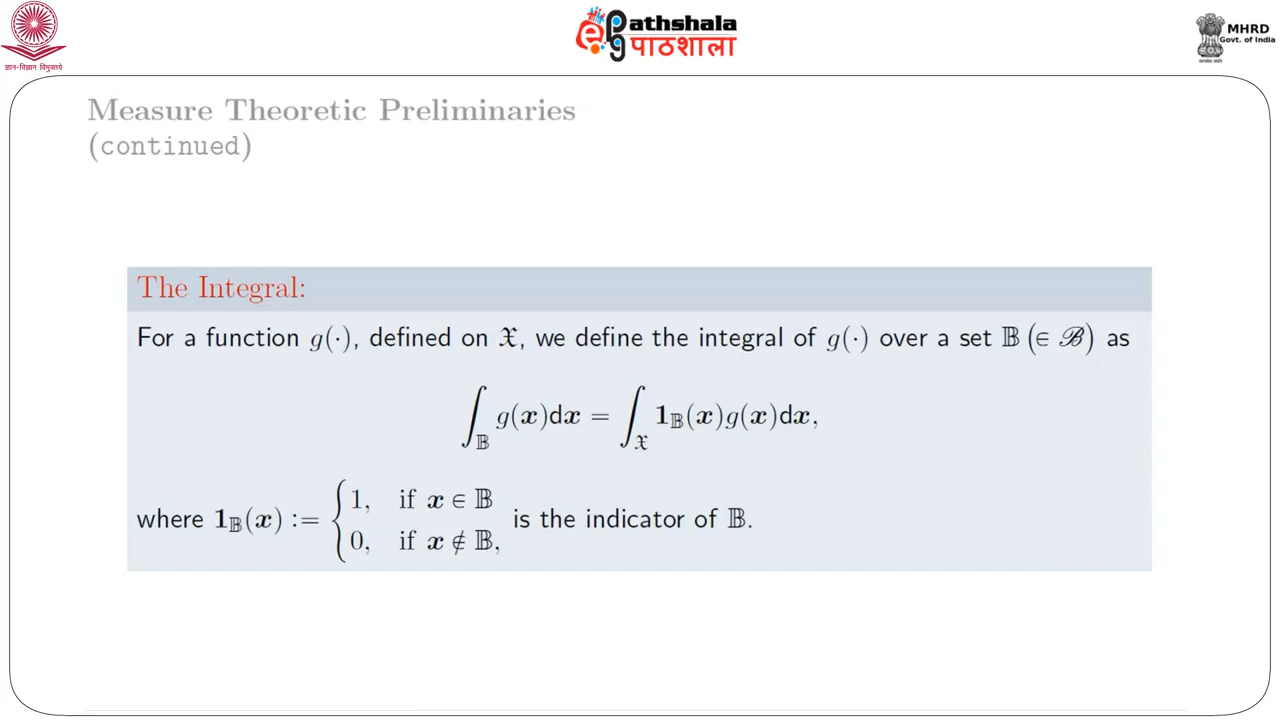 ज्ञान-विज्ञान विमुक्तये
e Pathshala
पाठशाला
MHRD
Govt. of India
Measure Theoretic Preliminaries
(continued)
The Integral:
For a function g(·), defined on 𝔛, we define the integral of g(·) over a set 𝔹 (∈ ℬ) as
∫_𝔹 g(𝒙)d𝒙 = ∫_𝔛 𝟏_𝔹(𝒙)g(𝒙)d𝒙,
where 𝟏_𝔹(𝒙) := { 1, if 𝒙 ∈ 𝔹
0, if 𝒙 ∉ 𝔹, is the indicator of 𝔹.